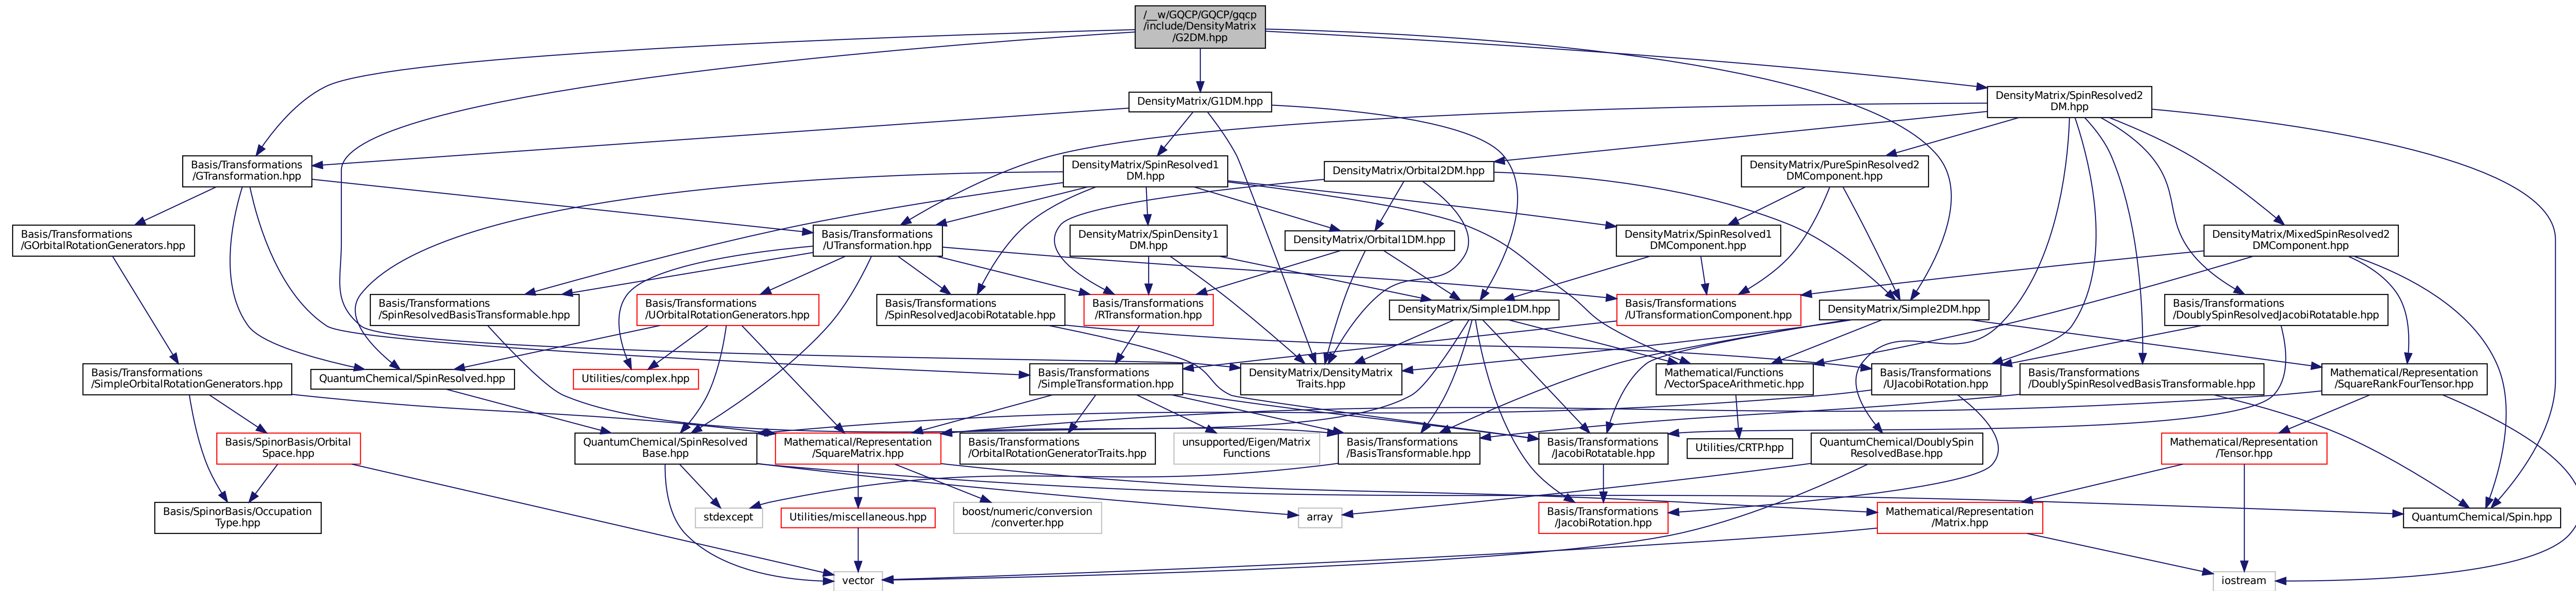 /__w/GQCP/GQCP/gqcp
/include/DensityMatrix
/G2DM.hpp
DensityMatrix/G1DM.hpp
DensityMatrix/SpinResolved2
DM.hpp
Basis/Transformations
/GTransformation.hpp
DensityMatrix/SpinResolved1
DM.hpp
DensityMatrix/Orbital2DM.hpp
DensityMatrix/PureSpinResolved2
DMComponent.hpp
Basis/Transformations
/GOrbitalRotationGenerators.hpp
Basis/Transformations
/UTransformation.hpp
DensityMatrix/SpinDensity1
DM.hpp
DensityMatrix/Orbital1DM.hpp
DensityMatrix/SpinResolved1
DMComponent.hpp
DensityMatrix/MixedSpinResolved2
DMComponent.hpp
Basis/Transformations
/SpinResolvedBasisTransformable.hpp
Basis/Transformations
/UOrbitalRotationGenerators.hpp
Basis/Transformations
/SpinResolvedJacobiRotatable.hpp
Basis/Transformations
/RTransformation.hpp
DensityMatrix/Simple1DM.hpp
Basis/Transformations
/UTransformationComponent.hpp
DensityMatrix/Simple2DM.hpp
Basis/Transformations
/DoublySpinResolvedJacobiRotatable.hpp
Basis/Transformations
/SimpleOrbitalRotationGenerators.hpp
QuantumChemical/SpinResolved.hpp
Utilities/complex.hpp
Basis/Transformations
/SimpleTransformation.hpp
DensityMatrix/DensityMatrix
Traits.hpp
Mathematical/Functions
/VectorSpaceArithmetic.hpp
Basis/Transformations
/UJacobiRotation.hpp
Basis/Transformations
/DoublySpinResolvedBasisTransformable.hpp
Mathematical/Representation
/SquareRankFourTensor.hpp
Basis/SpinorBasis/Orbital
Space.hpp
QuantumChemical/SpinResolved
Base.hpp
Mathematical/Representation
/SquareMatrix.hpp
Basis/Transformations
/OrbitalRotationGeneratorTraits.hpp
unsupported/Eigen/Matrix
Functions
Basis/Transformations
/BasisTransformable.hpp
Basis/Transformations
/JacobiRotatable.hpp
Utilities/CRTP.hpp
QuantumChemical/DoublySpin
ResolvedBase.hpp
Mathematical/Representation
/Tensor.hpp
Basis/SpinorBasis/Occupation
Type.hpp
stdexcept
Utilities/miscellaneous.hpp
boost/numeric/conversion
/converter.hpp
array
Basis/Transformations
/JacobiRotation.hpp
Mathematical/Representation
/Matrix.hpp
QuantumChemical/Spin.hpp
vector
iostream